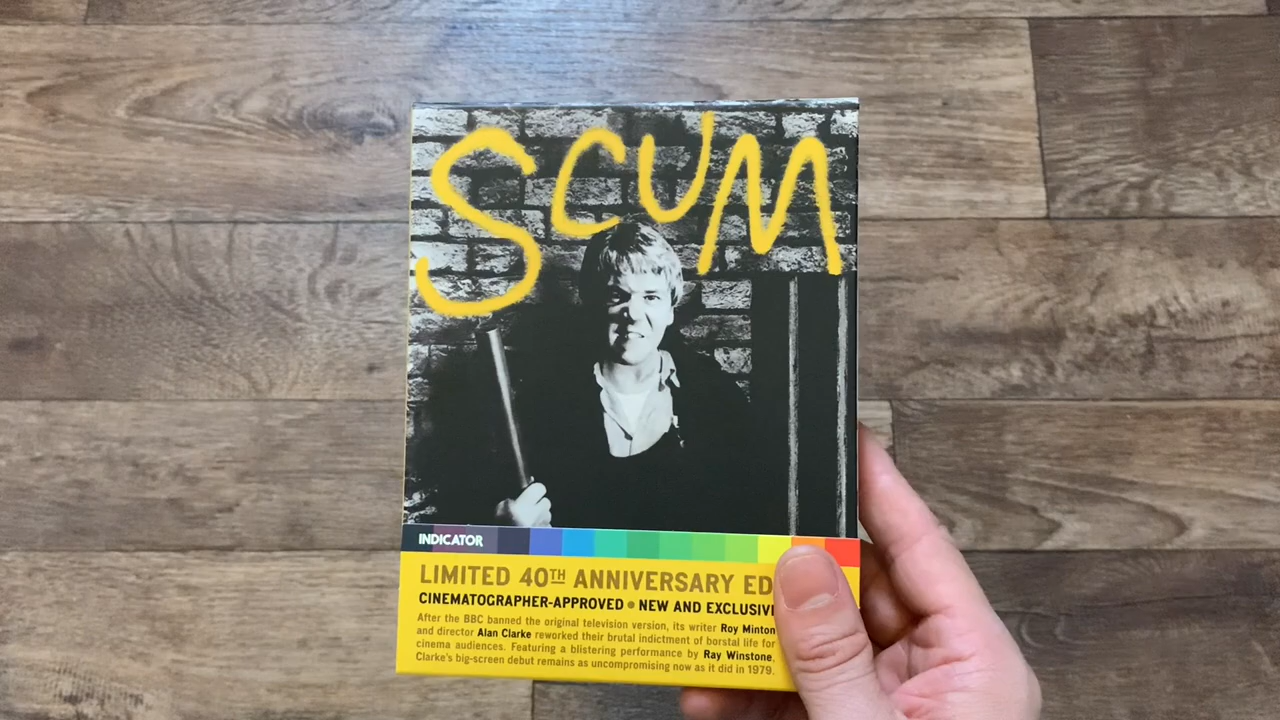 SCUM
INDICATOR
LIMITED 40TH ANNIVERSARY ED
CINEMATOGRAPHER-APPROVED • NEW AND EXCLUSIV
After the BBC banned the original television version, its writer Roy Minton
and director Alan Clarke reworked their brutal indictment of borstal life for
cinema audiences. Featuring a blistering performance by Ray Winstone,
Clarke's big-screen debut remains as uncompromising now as it did in 1979.